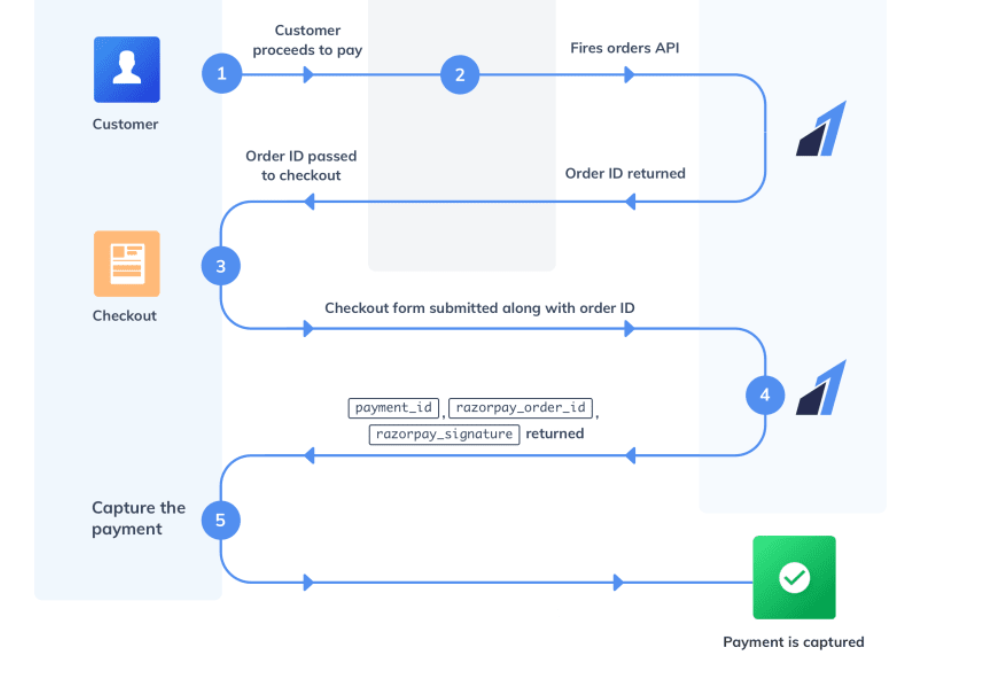 Customer
proceeds to pay
Fires orders API
1
2
Customer
Order ID passed
to checkout
Order ID returned
3
Checkout
Checkout form submitted along with order ID
4
payment_id , razorpay_order_id ,
razorpay_signature returned
Capture the
payment
5
Payment is captured